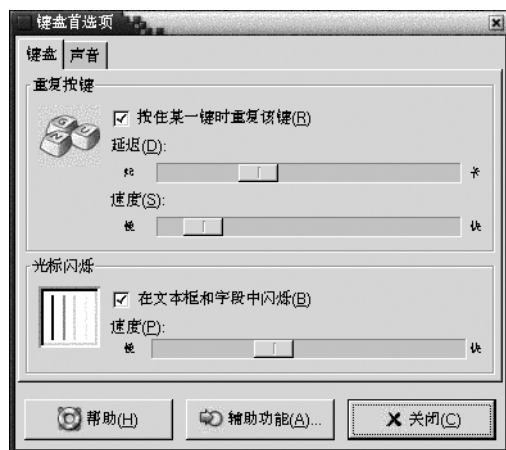 键盘首选项
键盘 声音
重复按键
G U N
按住某一键时重复该键(R)
延迟(D):
短 长
速度(S):
慢 快
光标闪烁
在文本框和字段中闪烁(B)
速度(P):
慢 快
帮助(H) 辅助功能(A)... 关闭(C)